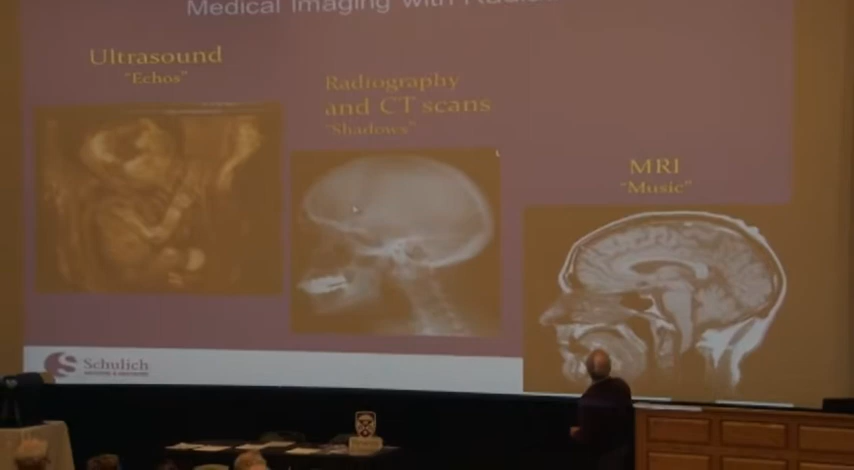 Medical Imaging with
Ultrasound
"Echos"
Radiography
and CT scans
"Shadows"
MRI
"Music"
Schulich